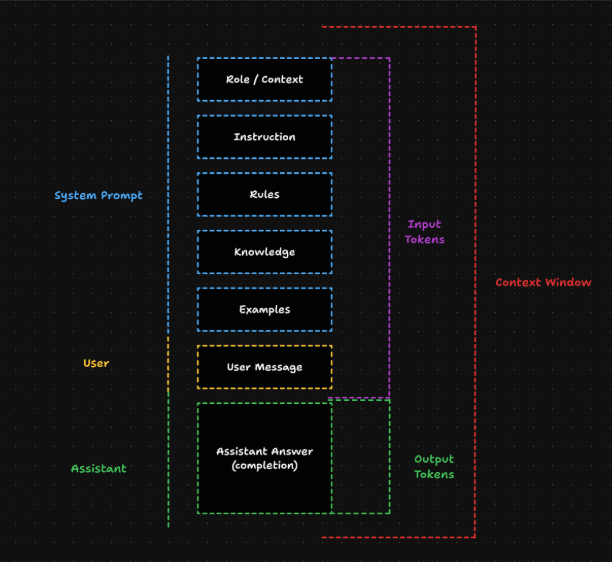 Role / Context
Instruction
Rules
System Prompt
Knowledge
Examples
Input
Tokens
Context Window
User
User Message
Assistant
Assistant Answer
(completion)
Output
Tokens